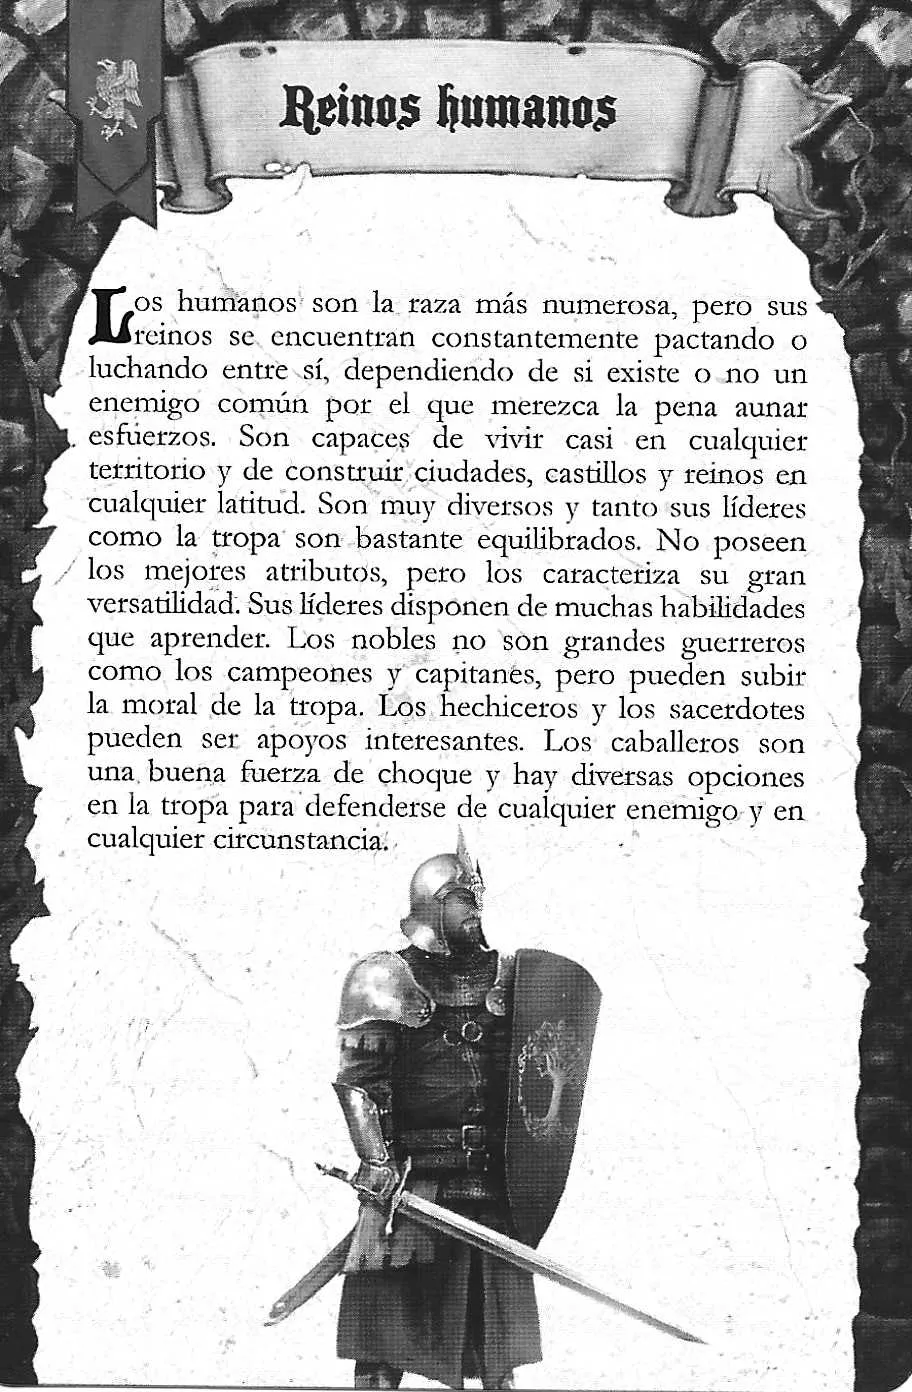 Reinos humanos
Los humanos son la raza más numerosa, pero sus
reinos se encuentran constantemente pactando o
luchando entre sí, dependiendo de si existe o no un
enemigo común por el que merezca la pena aunar
esfuerzos. Son capaces de vivir casi en cualquier
territorio y de construir ciudades, castillos y reinos en
cualquier latitud. Son muy diversos y tanto sus líderes
como la tropa son bastante equilibrados. No poseen
los mejores atributos, pero los caracteriza su gran
versatilidad. Sus líderes disponen de muchas habilidades
que aprender. Los nobles no son grandes guerreros
como los campeones y capitanes, pero pueden subir
la moral de la tropa. Los hechiceros y los sacerdotes
pueden ser apoyos interesantes. Los caballeros son
una buena fuerza de choque y hay diversas opciones
en la tropa para defenderse de cualquier enemigo y en
cualquier circunstancia.